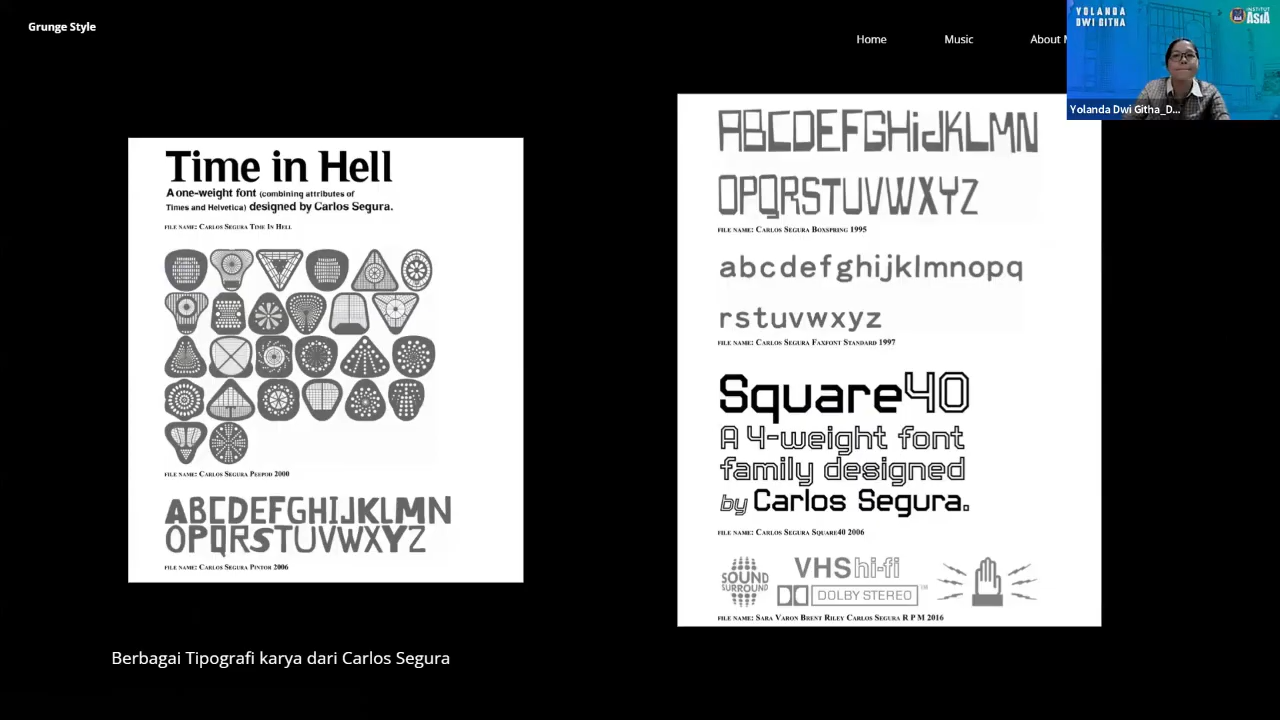 Grunge Style
Home
Music
About
YOLANDA
DWI GITHA
INSTITUT
ASIA
Yolanda Dwi Githa_D...
Time in Hell
A one-weight font (combining attributes of
Times and Helvetica) designed by Carlos Segura.
FILE NAME: CARLOS SEGURA TIME IN HELL
FILE NAME: CARLOS SEGURA PEEPOD 2000
ABCDEFGHIJKLMN
OPQRSTUVWXYZ
FILE NAME: CARLOS SEGURA PINTOR 2006
ABCDEFGHiJKLMN
OPQRSTUVWXYZ
FILE NAME: CARLOS SEGURA BOXSPRING 1995
abcdefghijklmnopq
rstuvwxyz
FILE NAME: CARLOS SEGURA FAXFONT STANDARD 1997
Square40
A 4-weight font
family designed
by Carlos Segura.
FILE NAME: CARLOS SEGURA SQUARE40 2006
SOUND
SURROUND
VHS hi-fi
DOLBY STEREO™
FILE NAME: SARA VARON BRENT RILEY CARLOS SEGURA R P M 2016
Berbagai Tipografi karya dari Carlos Segura